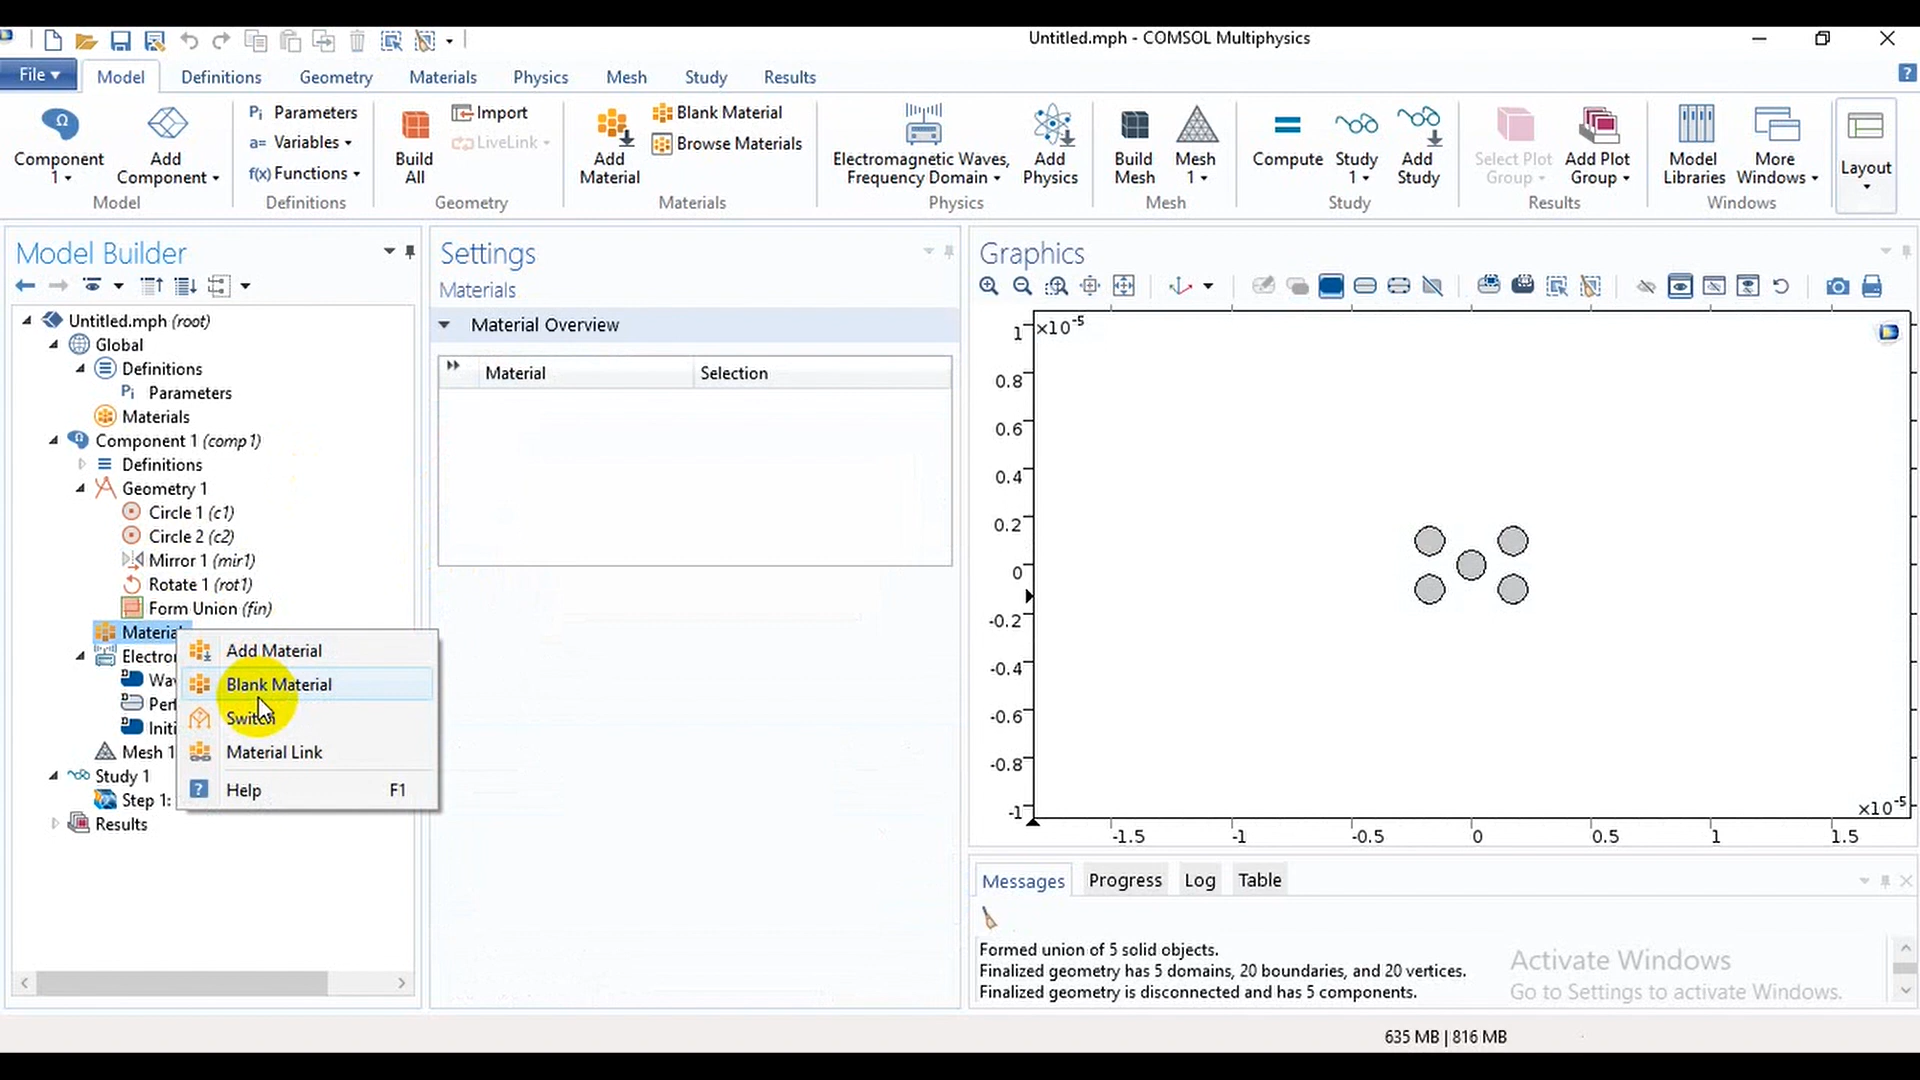 Untitled.mph - COMSOL Multiphysics
File
Model
Definitions
Geometry
Materials
Physics
Mesh
Study
Results
Component
1
Add
Component
Model
Pi Parameters
a= Variables
f(x) Functions
Definitions
Build
All
Import
LiveLink
Geometry
Add
Material
Blank Material
Browse Materials
Materials
Electromagnetic Waves,
Frequency Domain
Add
Physics
Physics
Build
Mesh
Mesh
1
Mesh
Compute
Study
1
Add
Study
Study
Select Plot
Group
Add Plot
Group
Results
Model
Libraries
More
Windows
Windows
Layout
Model Builder
Untitled.mph (root)
Global
Definitions
Pi Parameters
Materials
Component 1 (comp1)
Definitions
Geometry 1
Circle 1 (c1)
Circle 2 (c2)
Mirror 1 (mir1)
Rotate 1 (rot1)
Form Union (fin)
Material
Electror
Wav
Perf
Initi
Mesh 1
Study 1
Step 1:
Results
Add Material
Blank Material
Switch
Material Link
Help F1
Settings
Materials
Material Overview
Material Selection
Graphics
×10-5
1
0.8
0.6
0.4
0.2
0
-0.2
-0.4
-0.6
-0.8
-1
×10-5
-1.5 -1 -0.5 0 0.5 1 1.5
Messages Progress Log Table
Formed union of 5 solid objects.
Finalized geometry has 5 domains, 20 boundaries, and 20 vertices.
Finalized geometry is disconnected and has 5 components.
Activate Windows
Go to Settings to activate Windows.
635 MB | 816 MB